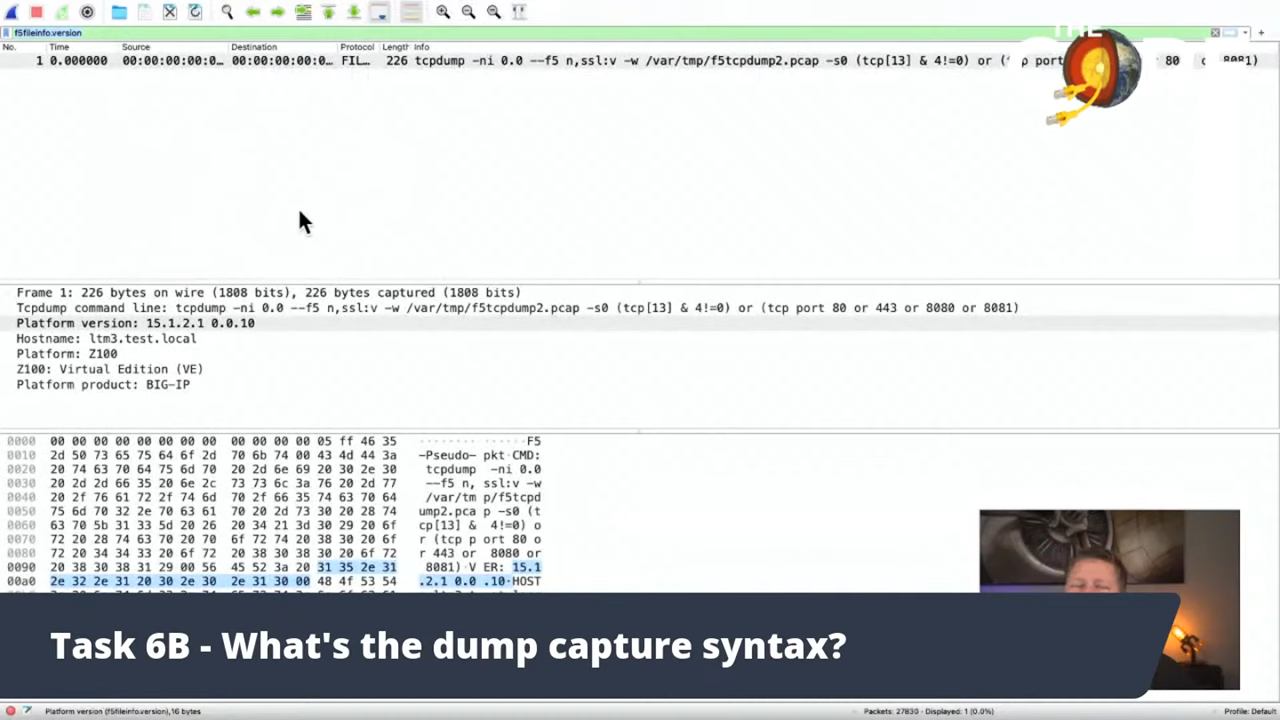 f5fileinfo.version
No. Time Source Destination Protocol Length Info
1 0.000000 00:00:00:00:0… 00:00:00:00:0… FIL… 226 tcpdump -ni 0.0 --f5 n,ssl:v -w /var/tmp/f5tcpdump2.pcap -s0 (tcp[13] & 4!=0) or ( p port 80 8081)
THE
Frame 1: 226 bytes on wire (1808 bits), 226 bytes captured (1808 bits)
Tcpdump command line: tcpdump -ni 0.0 --f5 n,ssl:v -w /var/tmp/f5tcpdump2.pcap -s0 (tcp[13] & 4!=0) or (tcp port 80 or 443 or 8080 or 8081)
Platform version: 15.1.2.1 0.0.10
Hostname: ltm3.test.local
Platform: Z100
Z100: Virtual Edition (VE)
Platform product: BIG-IP
0000 00 00 00 00 00 00 00 00 00 00 00 00 05 ff 46 35 ········ ······F5
0010 2d 50 73 65 75 64 6f 2d 70 6b 74 00 43 4d 44 3a -Pseudo- pkt·CMD:
0020 20 74 63 70 64 75 6d 70 20 2d 6e 69 20 30 2e 30 tcpdump -ni 0.0
0030 20 2d 2d 66 35 20 6e 2c 73 73 6c 3a 76 20 2d 77 --f5 n, ssl:v -w
0040 20 2f 76 61 72 2f 74 6d 70 2f 66 35 74 63 70 64 /var/tm p/f5tcpd
0050 75 6d 70 32 2e 70 63 61 70 20 2d 73 30 20 28 74 ump2.pca p -s0 (t
0060 63 70 5b 31 33 5d 20 26 20 34 21 3d 30 29 20 6f cp[13] & 4!=0) o
0070 72 20 28 74 63 70 20 70 6f 72 74 20 38 30 20 6f r (tcp p ort 80 o
0080 72 20 34 34 33 20 6f 72 20 38 30 38 30 20 6f 72 r 443 or 8080 or
0090 20 38 30 38 31 29 00 56 45 52 3a 20 31 35 2e 31 8081)·V ER: 15.1
00a0 2e 32 2e 31 20 30 2e 30 2e 31 30 00 48 4f 53 54 .2.1 0.0 .10·HOST
Task 6B - What's the dump capture syntax?
Platform version (f5fileinfo.version), 16 bytes Packets: 27830 · Displayed: 1 (0.0%) Profile: Default